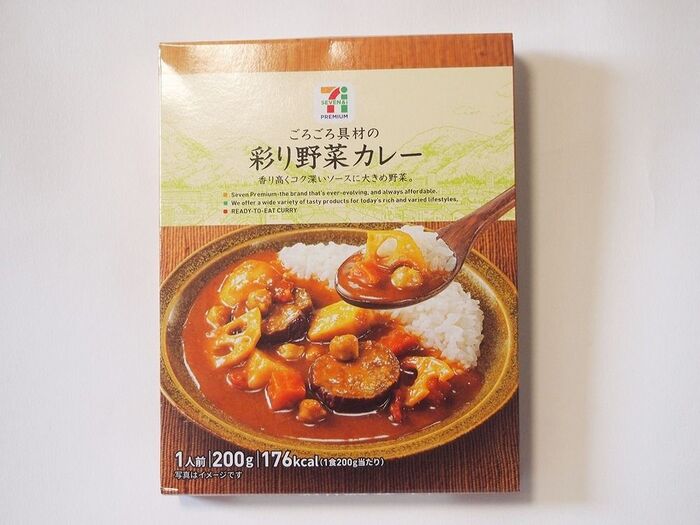 SEVEN&i
PREMIUM
ごろごろ具材の
彩り野菜カレー
香り高くコク深いソースに大きめ野菜。
Seven Premium-the brand that's ever-evolving, and always affordable.
We offer a wide variety of tasty products for today's rich and varied lifestyles.
READY-TO-EAT CURRY
1人前|200g|176kcal(1食200g当たり)
写真はイメージです